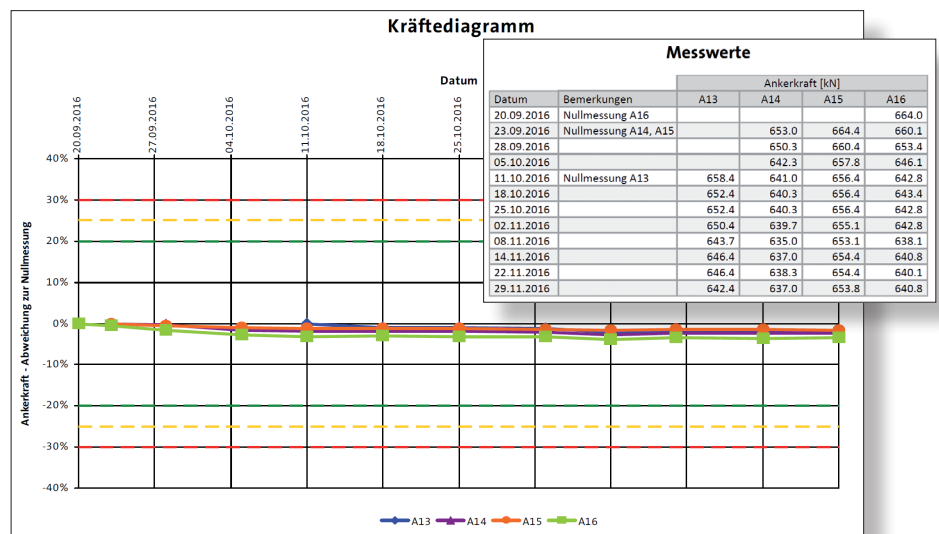 Kräftediagramm
Datum
20.09.2016 27.09.2016 04.10.2016 11.10.2016 18.10.2016 25.10.2016
Ankerkraft - Abweichung zur Nullmessung
40%
30%
20%
10%
0%
-10%
-20%
-30%
-40%
A13 A14 A15 A16
Messwerte
Ankerkraft [kN]
Datum Bemerkungen A13 A14 A15 A16
20.09.2016 Nullmessung A16 664.0
23.09.2016 Nullmessung A14, A15 653.0 664.4 660.1
28.09.2016 650.3 660.4 653.4
05.10.2016 642.3 657.8 646.1
11.10.2016 Nullmessung A13 658.4 641.0 656.4 642.8
18.10.2016 652.4 640.3 656.4 643.4
25.10.2016 652.4 640.3 656.4 642.8
02.11.2016 650.4 639.7 655.1 642.8
08.11.2016 643.7 635.0 653.1 638.1
14.11.2016 646.4 637.0 654.4 640.8
22.11.2016 646.4 638.3 654.4 640.1
29.11.2016 642.4 637.0 653.8 640.8